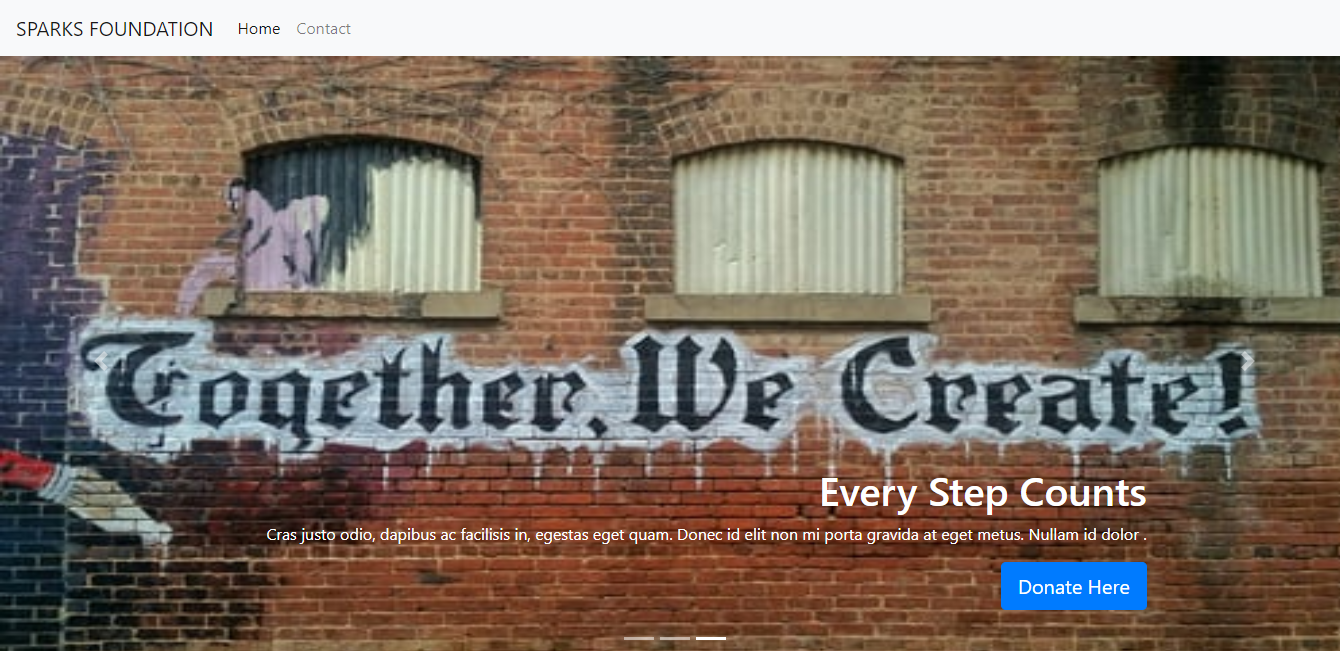 SPARKS FOUNDATION Home Contact
Together, We Create!
Every Step Counts
Cras justo odio, dapibus ac facilisis in, egestas eget quam. Donec id elit non mi porta gravida at eget metus. Nullam id dolor .
Donate Here